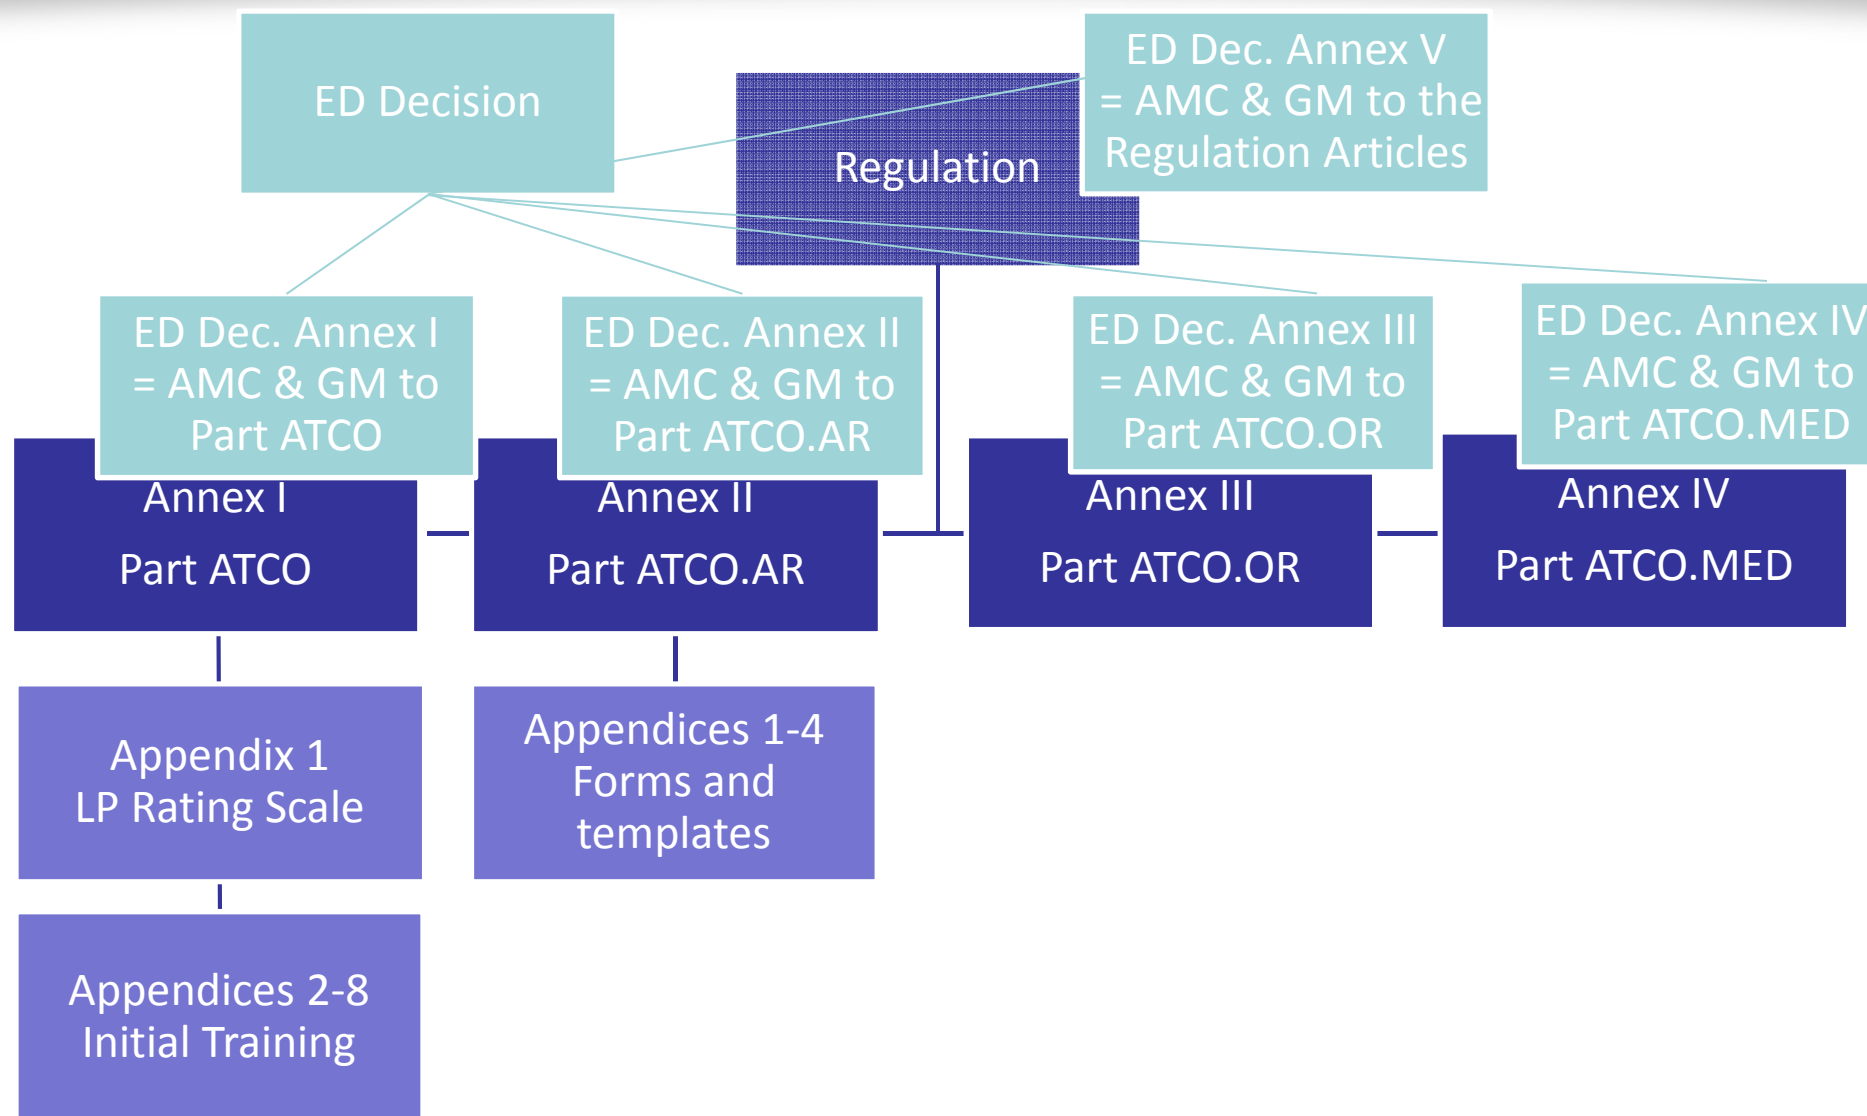 ED Decision
ED Dec. Annex V
= AMC & GM to the
Regulation Articles
Regulation
ED Dec. Annex I
= AMC & GM to
Part ATCO
ED Dec. Annex II
= AMC & GM to
Part ATCO.AR
ED Dec. Annex III
= AMC & GM to
Part ATCO.OR
ED Dec. Annex IV
= AMC & GM to
Part ATCO.MED
Annex I
Part ATCO
Annex II
Part ATCO.AR
Annex III
Part ATCO.OR
Annex IV
Part ATCO.MED
Appendix 1
LP Rating Scale
Appendices 1-4
Forms and
templates
Appendices 2-8
Initial Training